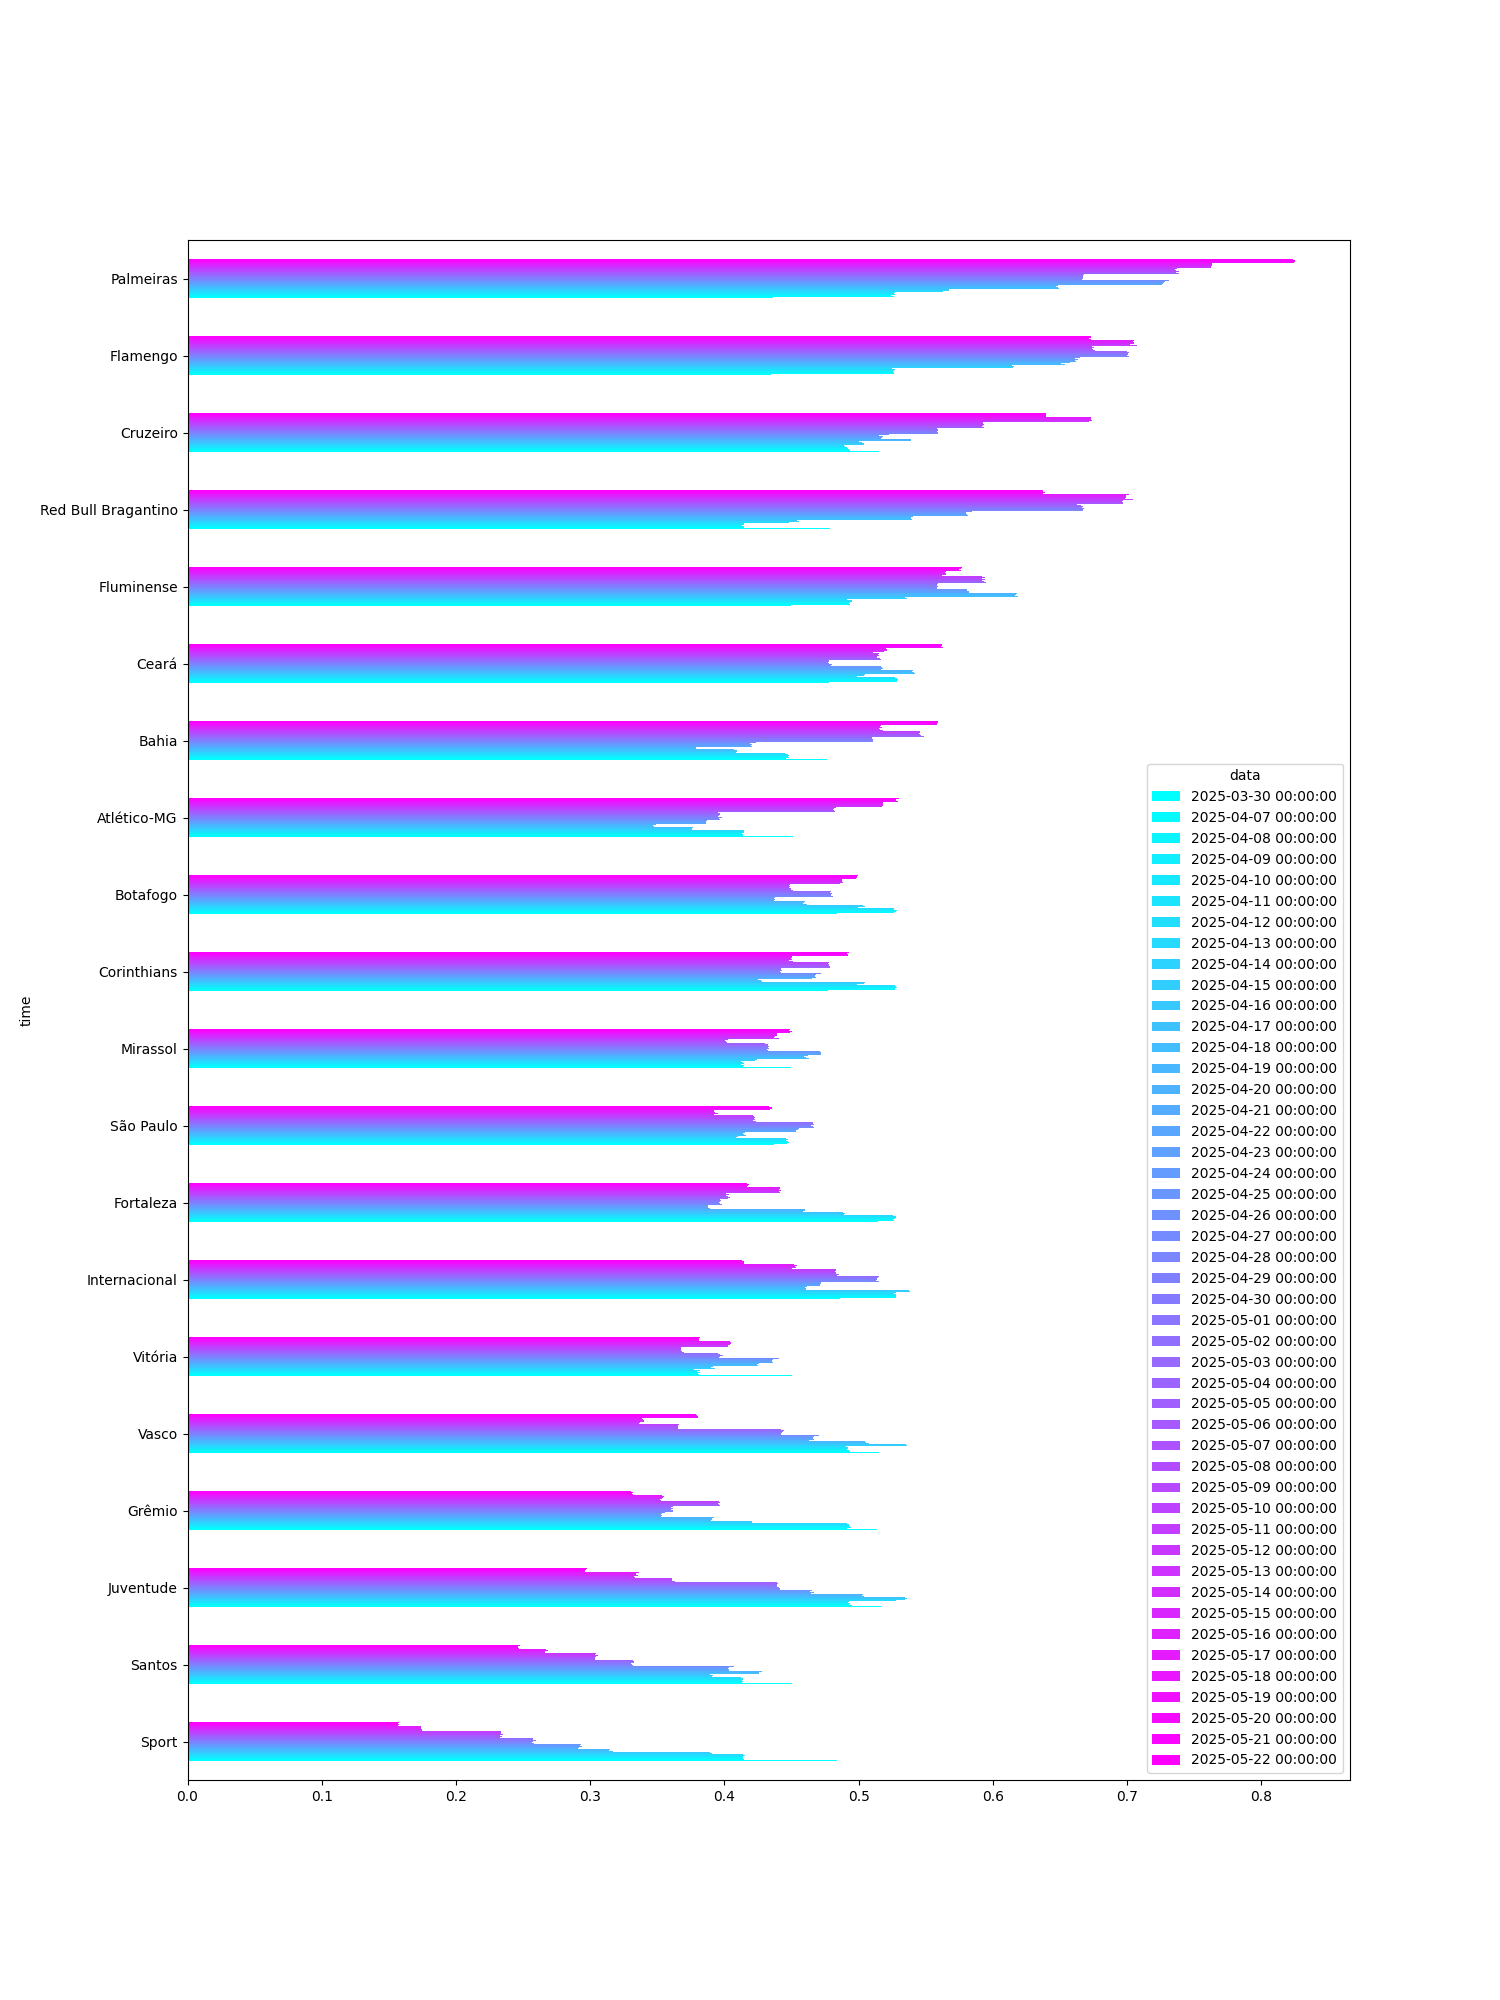 Palmeiras
Flamengo
Cruzeiro
Red Bull Bragantino
Fluminense
Ceará
Bahia
Atlético-MG
Botafogo
Corinthians
Mirassol
São Paulo
Fortaleza
Internacional
Vitória
Vasco
Grêmio
Juventude
Santos
Sport
time
0.0 0.1 0.2 0.3 0.4 0.5 0.6 0.7 0.8
data
2025-03-30 00:00:00
2025-04-07 00:00:00
2025-04-08 00:00:00
2025-04-09 00:00:00
2025-04-10 00:00:00
2025-04-11 00:00:00
2025-04-12 00:00:00
2025-04-13 00:00:00
2025-04-14 00:00:00
2025-04-15 00:00:00
2025-04-16 00:00:00
2025-04-17 00:00:00
2025-04-18 00:00:00
2025-04-19 00:00:00
2025-04-20 00:00:00
2025-04-21 00:00:00
2025-04-22 00:00:00
2025-04-23 00:00:00
2025-04-24 00:00:00
2025-04-25 00:00:00
2025-04-26 00:00:00
2025-04-27 00:00:00
2025-04-28 00:00:00
2025-04-29 00:00:00
2025-04-30 00:00:00
2025-05-01 00:00:00
2025-05-02 00:00:00
2025-05-03 00:00:00
2025-05-04 00:00:00
2025-05-05 00:00:00
2025-05-06 00:00:00
2025-05-07 00:00:00
2025-05-08 00:00:00
2025-05-09 00:00:00
2025-05-10 00:00:00
2025-05-11 00:00:00
2025-05-12 00:00:00
2025-05-13 00:00:00
2025-05-14 00:00:00
2025-05-15 00:00:00
2025-05-16 00:00:00
2025-05-17 00:00:00
2025-05-18 00:00:00
2025-05-19 00:00:00
2025-05-20 00:00:00
2025-05-21 00:00:00
2025-05-22 00:00:00